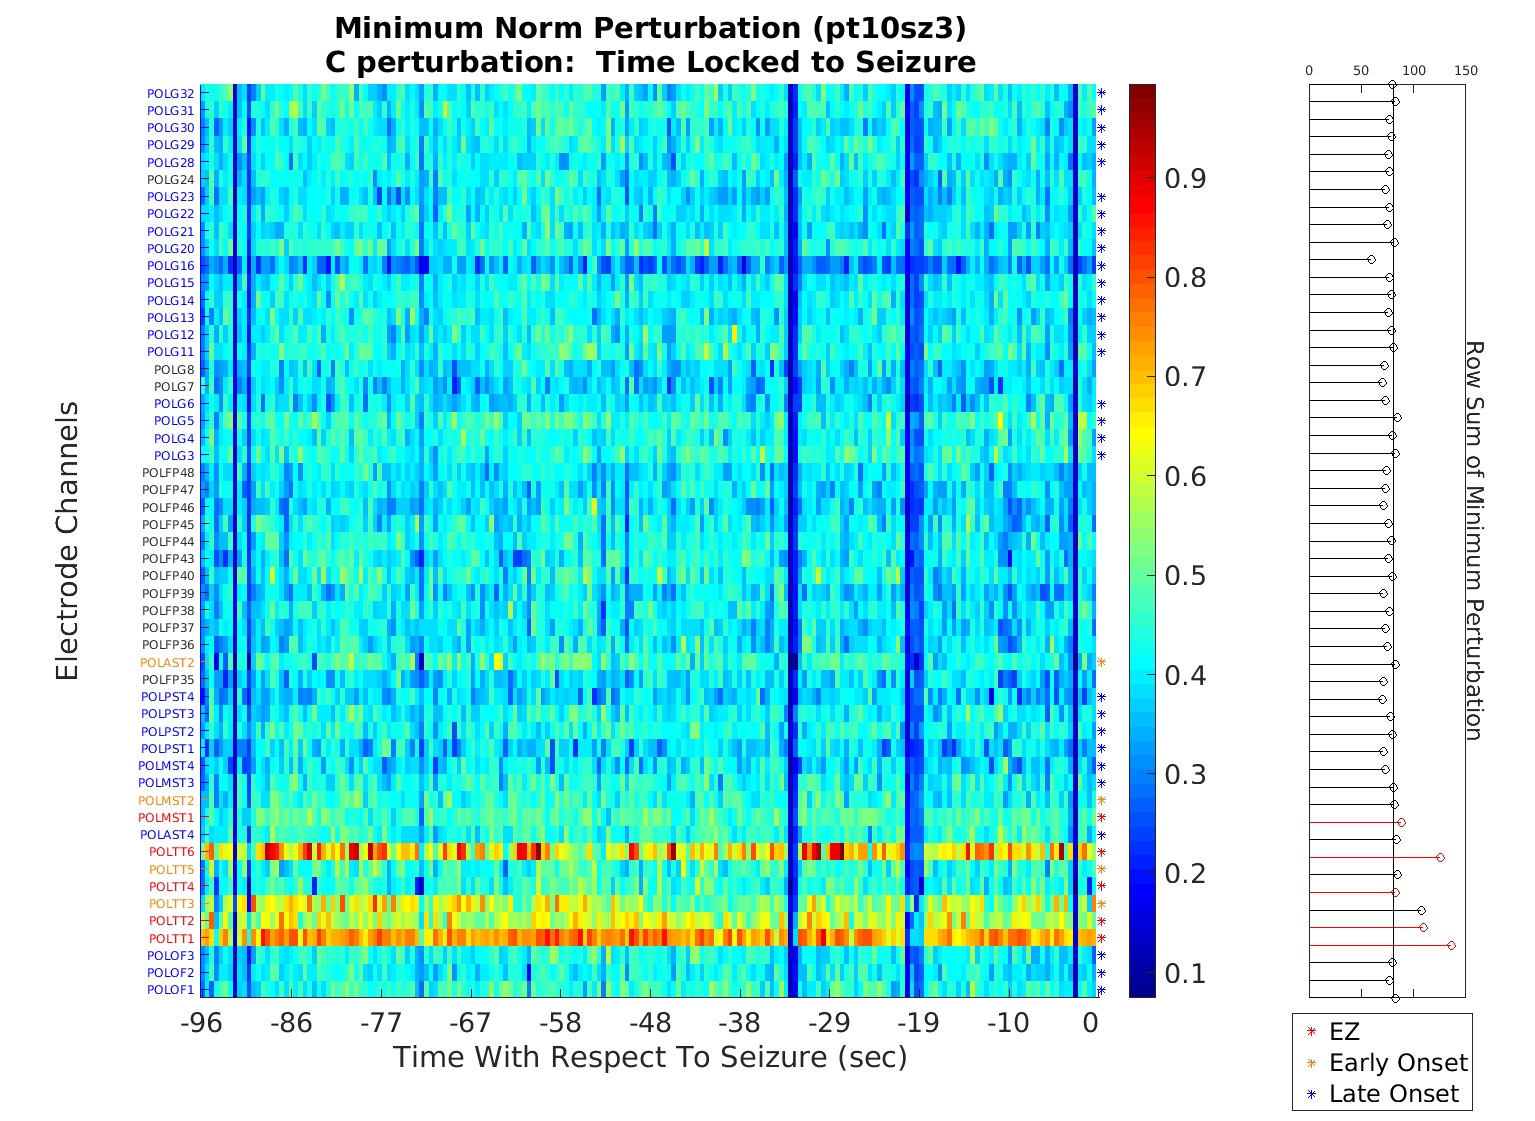 Minimum Norm Perturbation (pt10sz3)
C perturbation:  Time Locked to Seizure
POLG32
POLG31
POLG30
POLG29
POLG28
POLG24
POLG23
POLG22
POLG21
POLG20
POLG16
POLG15
POLG14
POLG13
POLG12
POLG11
POLG8
POLG7
POLG6
POLG5
POLG4
POLG3
POLFP48
POLFP47
POLFP46
POLFP45
POLFP44
POLFP43
POLFP40
POLFP39
POLFP38
POLFP37
POLFP36
POLAST2
POLFP35
POLPST4
POLPST3
POLPST2
POLPST1
POLMST4
POLMST3
POLMST2
POLMST1
POLAST4
POLTT6
POLTT5
POLTT4
POLTT3
POLTT2
POLTT1
POLOF3
POLOF2
POLOF1
Electrode Channels
-96 -86 -77 -67 -58 -48 -38 -29 -19 -10 0
Time With Respect To Seizure (sec)
0.9
0.8
0.7
0.6
0.5
0.4
0.3
0.2
0.1
0 50 100 150
Row Sum of Minimum Perturbation
EZ
Early Onset
Late Onset